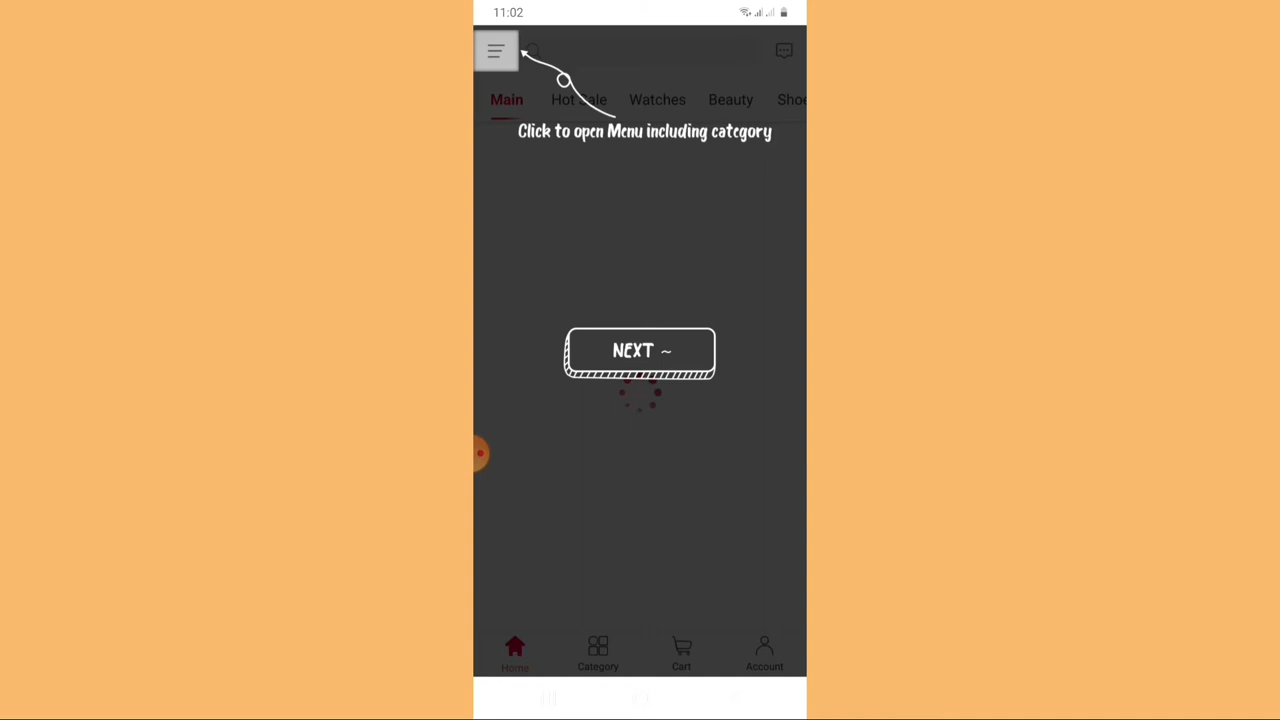 11:02
Main Hot Sale Watches Beauty Shoe
Click to open Menu including category
NEXT ~
Home Category Cart Account